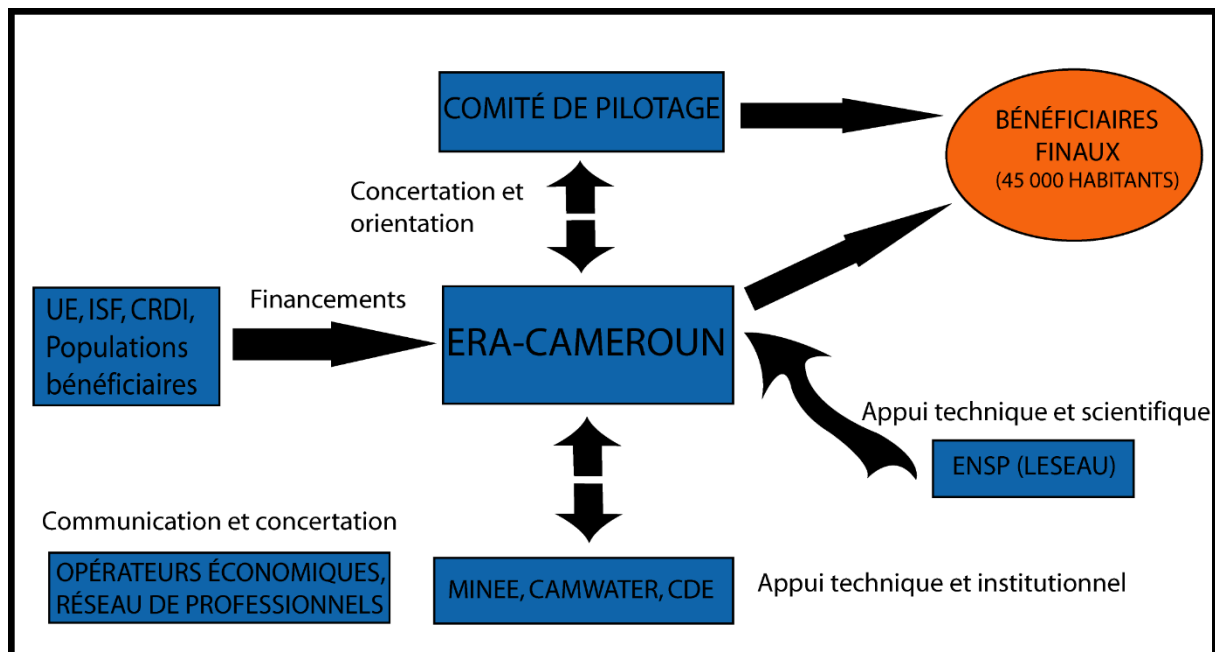 COMITÉ DE PILOTAGE
BÉNÉFICIAIRES
FINAUX
(45 000 HABITANTS)
Concertation et
orientation
UE, ISF, CRDI,
Populations
bénéficiaires
Financements
ERA-CAMEROUN
Appui technique et scientifique
ENSP (LESEAU)
Communication et concertation
OPÉRATEURS ÉCONOMIQUES,
RÉSEAU DE PROFESSIONNELS
MINEE, CAMWATER, CDE
Appui technique et institutionnel